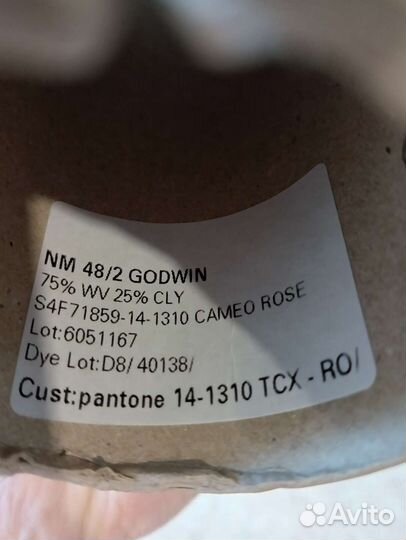 NM 48/2 GODWIN
75% WV 25% CLY
S4F71859-14-1310 CAMEO ROSE
Lot:6051167
Dye Lot:D8/ 40138/
Cust:pantone 14-1310 TCX - RO/
Avito